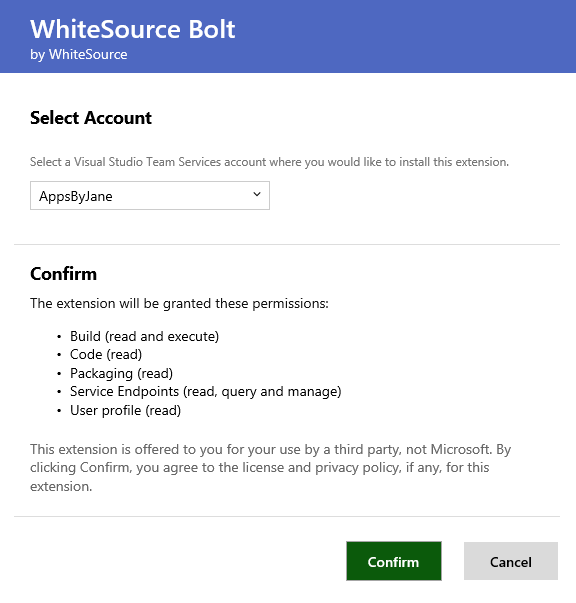 WhiteSource Bolt
by WhiteSource
Select Account
Select a Visual Studio Team Services account where you would like to install this extension.
AppsByJane
Confirm
The extension will be granted these permissions:
• Build (read and execute)
• Code (read)
• Packaging (read)
• Service Endpoints (read, query and manage)
• User profile (read)
This extension is offered to you for your use by a third party, not Microsoft. By
clicking Confirm, you agree to the license and privacy policy, if any, for this
extension.
Confirm
Cancel